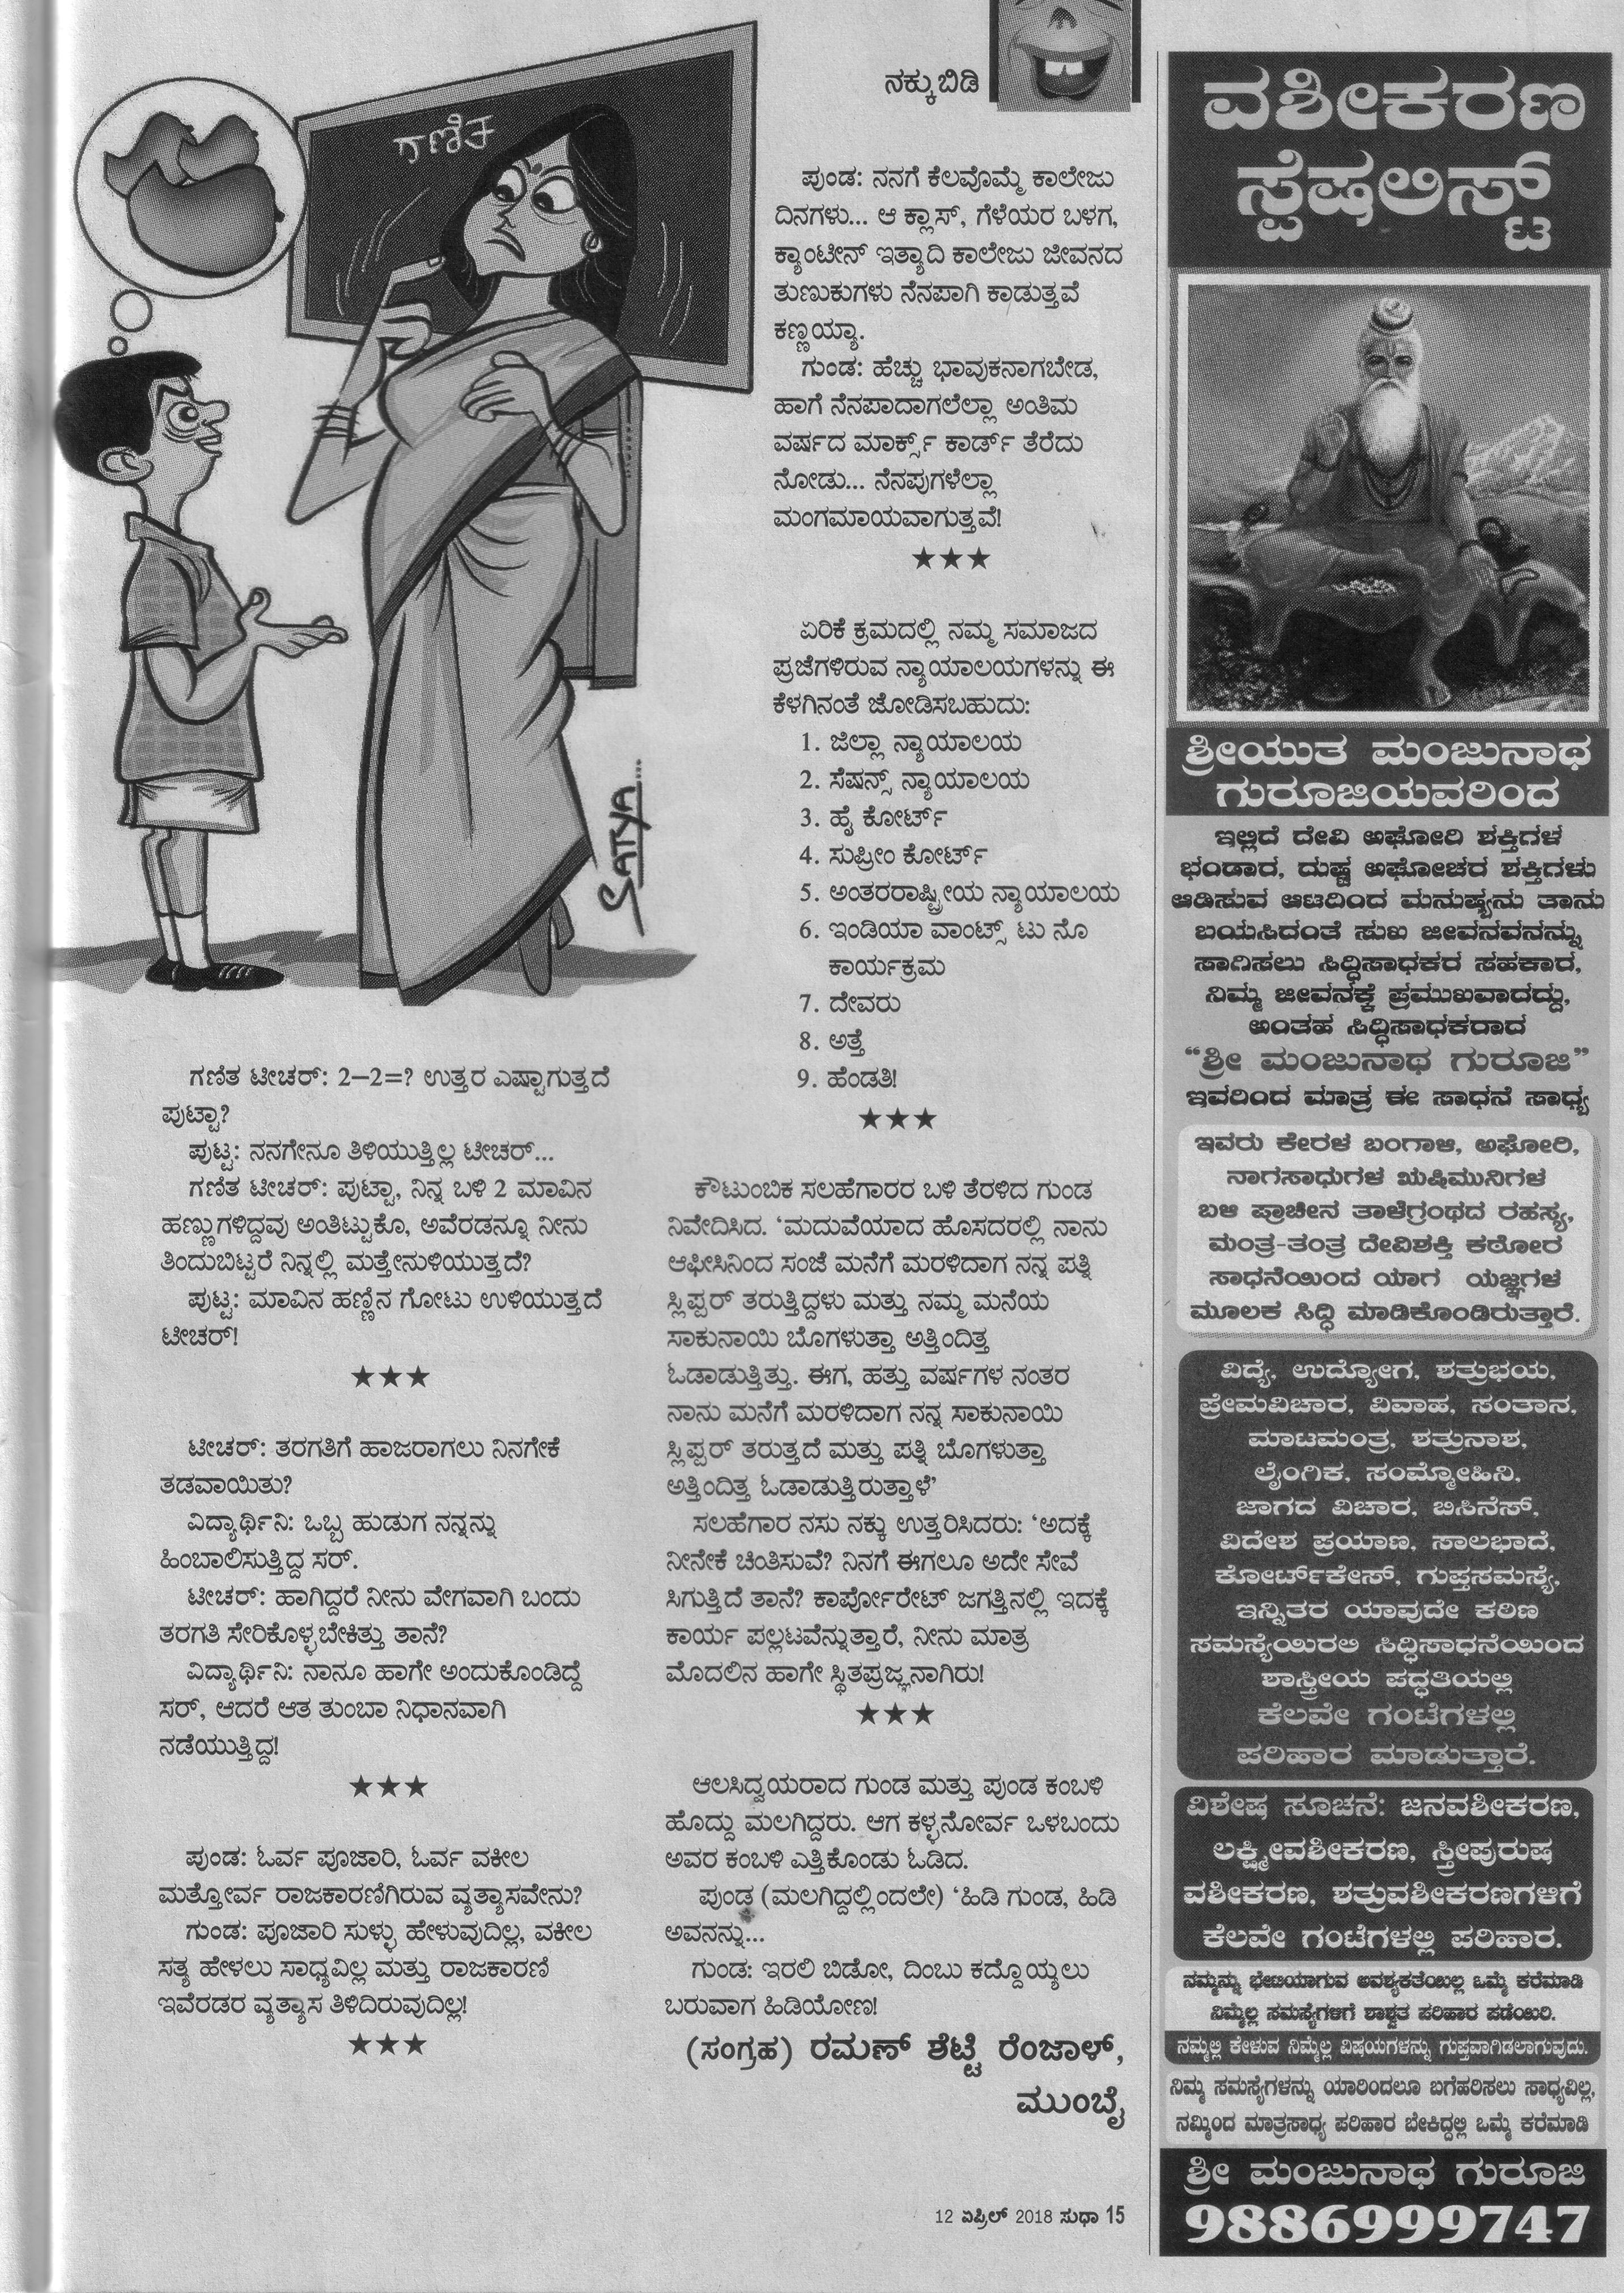 ನಕ್ಕುಬಿಡಿ
ಗಣಿತ
SATYA...
ಗಣಿತ ಟೀಚರ್: 2–2=? ಉತ್ತರ ಎಷ್ಟಾಗುತ್ತದೆ
ಪುಟ್ಟಾ?
ಪುಟ್ಟ: ನನಗೇನೂ ತಿಳಿಯುತ್ತಿಲ್ಲ ಟೀಚರ್...
ಗಣಿತ ಟೀಚರ್: ಪುಟ್ಟಾ, ನಿನ್ನ ಬಳಿ 2 ಮಾವಿನ
ಹಣ್ಣುಗಳಿದ್ದವು ಅಂತಿಟ್ಟುಕೊ, ಅವೆರಡನ್ನೂ ನೀನು
ತಿಂದುಬಿಟ್ಟರೆ ನಿನ್ನಲ್ಲಿ ಮತ್ತೇನುಳಿಯುತ್ತದೆ?
ಪುಟ್ಟ: ಮಾವಿನ ಹಣ್ಣಿನ ಗೋಟು ಉಳಿಯುತ್ತದೆ
ಟೀಚರ್!
★★★
ಟೀಚರ್: ತರಗತಿಗೆ ಹಾಜರಾಗಲು ನಿನಗೇಕೆ
ತಡವಾಯಿತು?
ವಿದ್ಯಾರ್ಥಿನಿ: ಒಬ್ಬ ಹುಡುಗ ನನ್ನನ್ನು
ಹಿಂಬಾಲಿಸುತ್ತಿದ್ದ ಸರ್.
ಟೀಚರ್: ಹಾಗಿದ್ದರೆ ನೀನು ವೇಗವಾಗಿ ಬಂದು
ತರಗತಿ ಸೇರಿಕೊಳ್ಳಬೇಕಿತ್ತು ತಾನೆ?
ವಿದ್ಯಾರ್ಥಿನಿ: ನಾನೂ ಹಾಗೇ ಅಂದುಕೊಂಡಿದ್ದೆ
ಸರ್, ಆದರೆ ಆತ ತುಂಬಾ ನಿಧಾನವಾಗಿ
ನಡೆಯುತ್ತಿದ್ದ!
★★★
ಪುಂಡ: ಓರ್ವ ಪೂಜಾರಿ, ಓರ್ವ ವಕೀಲ
ಮತ್ತೋರ್ವ ರಾಜಕಾರಣಿಗಿರುವ ವ್ಯತ್ಯಾಸವೇನು?
ಗುಂಡ: ಪೂಜಾರಿ ಸುಳ್ಳು ಹೇಳುವುದಿಲ್ಲ, ವಕೀಲ
ಸತ್ಯ ಹೇಳಲು ಸಾಧ್ಯವಿಲ್ಲ ಮತ್ತು ರಾಜಕಾರಣಿ
ಇವೆರಡರ ವ್ಯತ್ಯಾಸ ತಿಳಿದಿರುವುದಿಲ್ಲ!
★★★
ಪುಂಡ: ನನಗೆ ಕೆಲವೊಮ್ಮೆ ಕಾಲೇಜು
ದಿನಗಳು... ಆ ಕ್ಲಾಸ್, ಗೆಳೆಯರ ಬಳಗ,
ಕ್ಯಾಂಟೀನ್ ಇತ್ಯಾದಿ ಕಾಲೇಜು ಜೀವನದ
ತುಣುಕುಗಳು ನೆನಪಾಗಿ ಕಾಡುತ್ತವೆ
ಕಣ್ಣಯ್ಯಾ.
ಗುಂಡ: ಹೆಚ್ಚು ಭಾವುಕನಾಗಬೇಡ,
ಹಾಗೆ ನೆನಪಾದಾಗಲೆಲ್ಲಾ ಅಂತಿಮ
ವರ್ಷದ ಮಾರ್ಕ್ಸ್ ಕಾರ್ಡ್ ತೆರೆದು
ನೋಡು... ನೆನಪುಗಳೆಲ್ಲಾ
ಮಂಗಮಾಯವಾಗುತ್ತವೆ!
★★★
ಏರಿಕೆ ಕ್ರಮದಲ್ಲಿ ನಮ್ಮ ಸಮಾಜದ
ಪ್ರಜೆಗಳಿರುವ ನ್ಯಾಯಾಲಯಗಳನ್ನು ಈ
ಕೆಳಗಿನಂತೆ ಜೋಡಿಸಬಹುದು:
1. ಜಿಲ್ಲಾ ನ್ಯಾಯಾಲಯ
2. ಸೆಷನ್ಸ್ ನ್ಯಾಯಾಲಯ
3. ಹೈ ಕೋರ್ಟ್
4. ಸುಪ್ರೀಂ ಕೋರ್ಟ್
5. ಅಂತರರಾಷ್ಟ್ರೀಯ ನ್ಯಾಯಾಲಯ
6. ಇಂಡಿಯಾ ವಾಂಟ್ಸ್ ಟು ನೊ
ಕಾರ್ಯಕ್ರಮ
7. ದೇವರು
8. ಅತ್ತೆ
9. ಹೆಂಡತಿ!
★★★
ಕೌಟುಂಬಿಕ ಸಲಹೆಗಾರರ ಬಳಿ ತೆರಳಿದ ಗುಂಡ
ನಿವೇದಿಸಿದ. ‘ಮದುವೆಯಾದ ಹೊಸದರಲ್ಲಿ ನಾನು
ಆಫೀಸಿನಿಂದ ಸಂಜೆ ಮನೆಗೆ ಮರಳಿದಾಗ ನನ್ನ ಪತ್ನಿ
ಸ್ಲಿಪ್ಪರ್ ತರುತ್ತಿದ್ದಳು ಮತ್ತು ನಮ್ಮ ಮನೆಯ
ಸಾಕುನಾಯಿ ಬೊಗಳುತ್ತಾ ಅತ್ತಿಂದಿತ್ತ
ಓಡಾಡುತ್ತಿತ್ತು. ಈಗ, ಹತ್ತು ವರ್ಷಗಳ ನಂತರ
ನಾನು ಮನೆಗೆ ಮರಳಿದಾಗ ನನ್ನ ಸಾಕುನಾಯಿ
ಸ್ಲಿಪ್ಪರ್ ತರುತ್ತದೆ ಮತ್ತು ಪತ್ನಿ ಬೊಗಳುತ್ತಾ
ಅತ್ತಿಂದಿತ್ತ ಓಡಾಡುತ್ತಿರುತ್ತಾಳೆ’
ಸಲಹೆಗಾರ ನಸು ನಕ್ಕು ಉತ್ತರಿಸಿದರು: ‘ಅದಕ್ಕೆ
ನೀನೇಕೆ ಚಿಂತಿಸುವೆ? ನಿನಗೆ ಈಗಲೂ ಅದೇ ಸೇವೆ
ಸಿಗುತ್ತಿದೆ ತಾನೆ? ಕಾರ್ಪೋರೇಟ್ ಜಗತ್ತಿನಲ್ಲಿ ಇದಕ್ಕೆ
ಕಾರ್ಯ ಪಲ್ಲಟವೆನ್ನುತ್ತಾರೆ, ನೀನು ಮಾತ್ರ
ಮೊದಲಿನ ಹಾಗೇ ಸ್ಥಿತಪ್ರಜ್ಞನಾಗಿರು!
★★★
ಆಲಸಿದ್ವಯರಾದ ಗುಂಡ ಮತ್ತು ಪುಂಡ ಕಂಬಳಿ
ಹೊದ್ದು ಮಲಗಿದ್ದರು. ಆಗ ಕಳ್ಳನೋರ್ವ ಒಳಬಂದು
ಅವರ ಕಂಬಳಿ ಎತ್ತಿಕೊಂಡು ಓಡಿದ.
ಪುಂಡ (ಮಲಗಿದ್ದಲ್ಲಿಂದಲೇ) ‘ಹಿಡಿ ಗುಂಡ, ಹಿಡಿ
ಅವನನ್ನು...
ಗುಂಡ: ಇರಲಿ ಬಿಡೋ, ದಿಂಬು ಕದ್ದೊಯ್ಯಲು
ಬರುವಾಗ ಹಿಡಿಯೋಣ!
(ಸಂಗ್ರಹ) ರಮಣ್ ಶೆಟ್ಟಿ ರೆಂಜಾಳ್,
ಮುಂಬೈ
12 ಏಪ್ರಿಲ್ 2018 ಸುಧಾ 15
ವಶೀಕರಣ
ಸ್ಪೆಷಲಿಸ್ಟ್
ಶ್ರೀಯುತ ಮಂಜುನಾಥ
ಗುರೂಜಿಯವರಿಂದ
ಇಲ್ಲಿದೆ ದೇವಿ ಅಘೋರಿ ಶಕ್ತಿಗಳ
ಭಂಡಾರ, ದುಷ್ಟ ಅಘೋಚರ ಶಕ್ತಿಗಳು
ಆಡಿಸುವ ಆಟದಿಂದ ಮನುಷ್ಯನು ತಾನು
ಬಯಸಿದಂತೆ ಸುಖ ಜೀವನವನನ್ನು
ಸಾಗಿಸಲು ಸಿದ್ಧಿಸಾಧಕರ ಸಹಕಾರ,
ನಿಮ್ಮ ಜೀವನಕ್ಕೆ ಪ್ರಮುಖವಾದದ್ದು,
ಅಂತಹ ಸಿದ್ಧಿಸಾಧಕರಾದ
“ಶ್ರೀ ಮಂಜುನಾಥ ಗುರೂಜಿ”
ಇವರಿಂದ ಮಾತ್ರ ಈ ಸಾಧನೆ ಸಾಧ್ಯ
ಇವರು ಕೇರಳ ಬಂಗಾಳಿ, ಅಘೋರಿ,
ನಾಗಸಾಧುಗಳ ಋಷಿಮುನಿಗಳ
ಬಳಿ ಪ್ರಾಚೀನ ತಾಳೆಗ್ರಂಥದ ರಹಸ್ಯ,
ಮಂತ್ರ-ತಂತ್ರ ದೇವಿಶಕ್ತಿ ಕಠೋರ
ಸಾಧನೆಯಿಂದ ಯಾಗ ಯಜ್ಞಗಳ
ಮೂಲಕ ಸಿದ್ಧಿ ಮಾಡಿಕೊಂಡಿರುತ್ತಾರೆ.
ವಿದ್ಯೆ, ಉದ್ಯೋಗ, ಶತ್ರುಭಯ,
ಪ್ರೇಮವಿಚಾರ, ವಿವಾಹ, ಸಂತಾನ,
ಮಾಟಮಂತ್ರ, ಶತ್ರುನಾಶ,
ಲೈಂಗಿಕ, ಸಂಮ್ಮೋಹಿನಿ,
ಜಾಗದ ವಿಚಾರ, ಬಿಸಿನೆಸ್,
ವಿದೇಶ ಪ್ರಯಾಣ, ಸಾಲಭಾದೆ,
ಕೋರ್ಟ್‌ಕೇಸ್, ಗುಪ್ತಸಮಸ್ಯೆ,
ಇನ್ನಿತರ ಯಾವುದೇ ಕಠಿಣ
ಸಮಸ್ಯೆಯಿರಲಿ ಸಿದ್ಧಿಸಾಧನೆಯಿಂದ
ಶಾಸ್ತ್ರೀಯ ಪದ್ಧತಿಯಲ್ಲಿ
ಕೆಲವೇ ಗಂಟೆಗಳಲ್ಲಿ
ಪರಿಹಾರ ಮಾಡುತ್ತಾರೆ.
ವಿಶೇಷ ಸೂಚನೆ: ಜನವಶೀಕರಣ,
ಲಕ್ಷ್ಮೀವಶೀಕರಣ, ಸ್ತ್ರೀಪುರುಷ
ವಶೀಕರಣ, ಶತ್ರುವಶೀಕರಣಗಳಿಗೆ
ಕೆಲವೇ ಗಂಟೆಗಳಲ್ಲಿ ಪರಿಹಾರ.
ನಮ್ಮನ್ನು ಭೇಟಿಯಾಗುವ ಅವಶ್ಯಕತೆಯಿಲ್ಲ ಒಮ್ಮೆ ಕರೆಮಾಡಿ
ನಿಮ್ಮೆಲ್ಲ ಸಮಸ್ಯೆಗಳಿಗೆ ಶಾಶ್ವತ ಪರಿಹಾರ ಪಡೆಯಿರಿ.
ನಮ್ಮಲ್ಲಿ ಕೇಳುವ ನಿಮ್ಮೆಲ್ಲ ವಿಷಯಗಳನ್ನು ಗುಪ್ತವಾಗಿಡಲಾಗುವುದು.
ನಿಮ್ಮ ಸಮಸ್ಯೆಗಳನ್ನು ಯಾರಿಂದಲೂ ಬಗೆಹರಿಸಲು ಸಾಧ್ಯವಿಲ್ಲ,
ನಮ್ಮಿಂದ ಮಾತ್ರಸಾಧ್ಯ ಪರಿಹಾರ ಬೇಕಿದ್ದಲ್ಲಿ ಒಮ್ಮೆ ಕರೆಮಾಡಿ
ಶ್ರೀ ಮಂಜುನಾಥ ಗುರೂಜಿ
9886999747